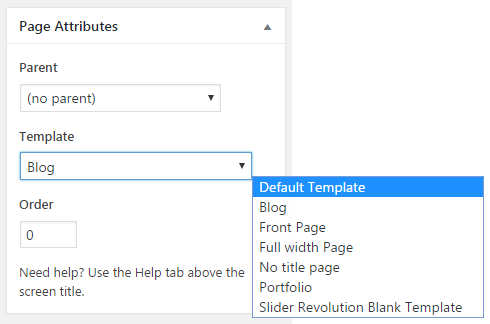 Page Attributes
Parent
(no parent)
Template
Blog
Default Template
Blog
Front Page
Full width Page
No title page
Portfolio
Slider Revolution Blank Template
Order
0
Need help? Use the Help tab above the
screen title.